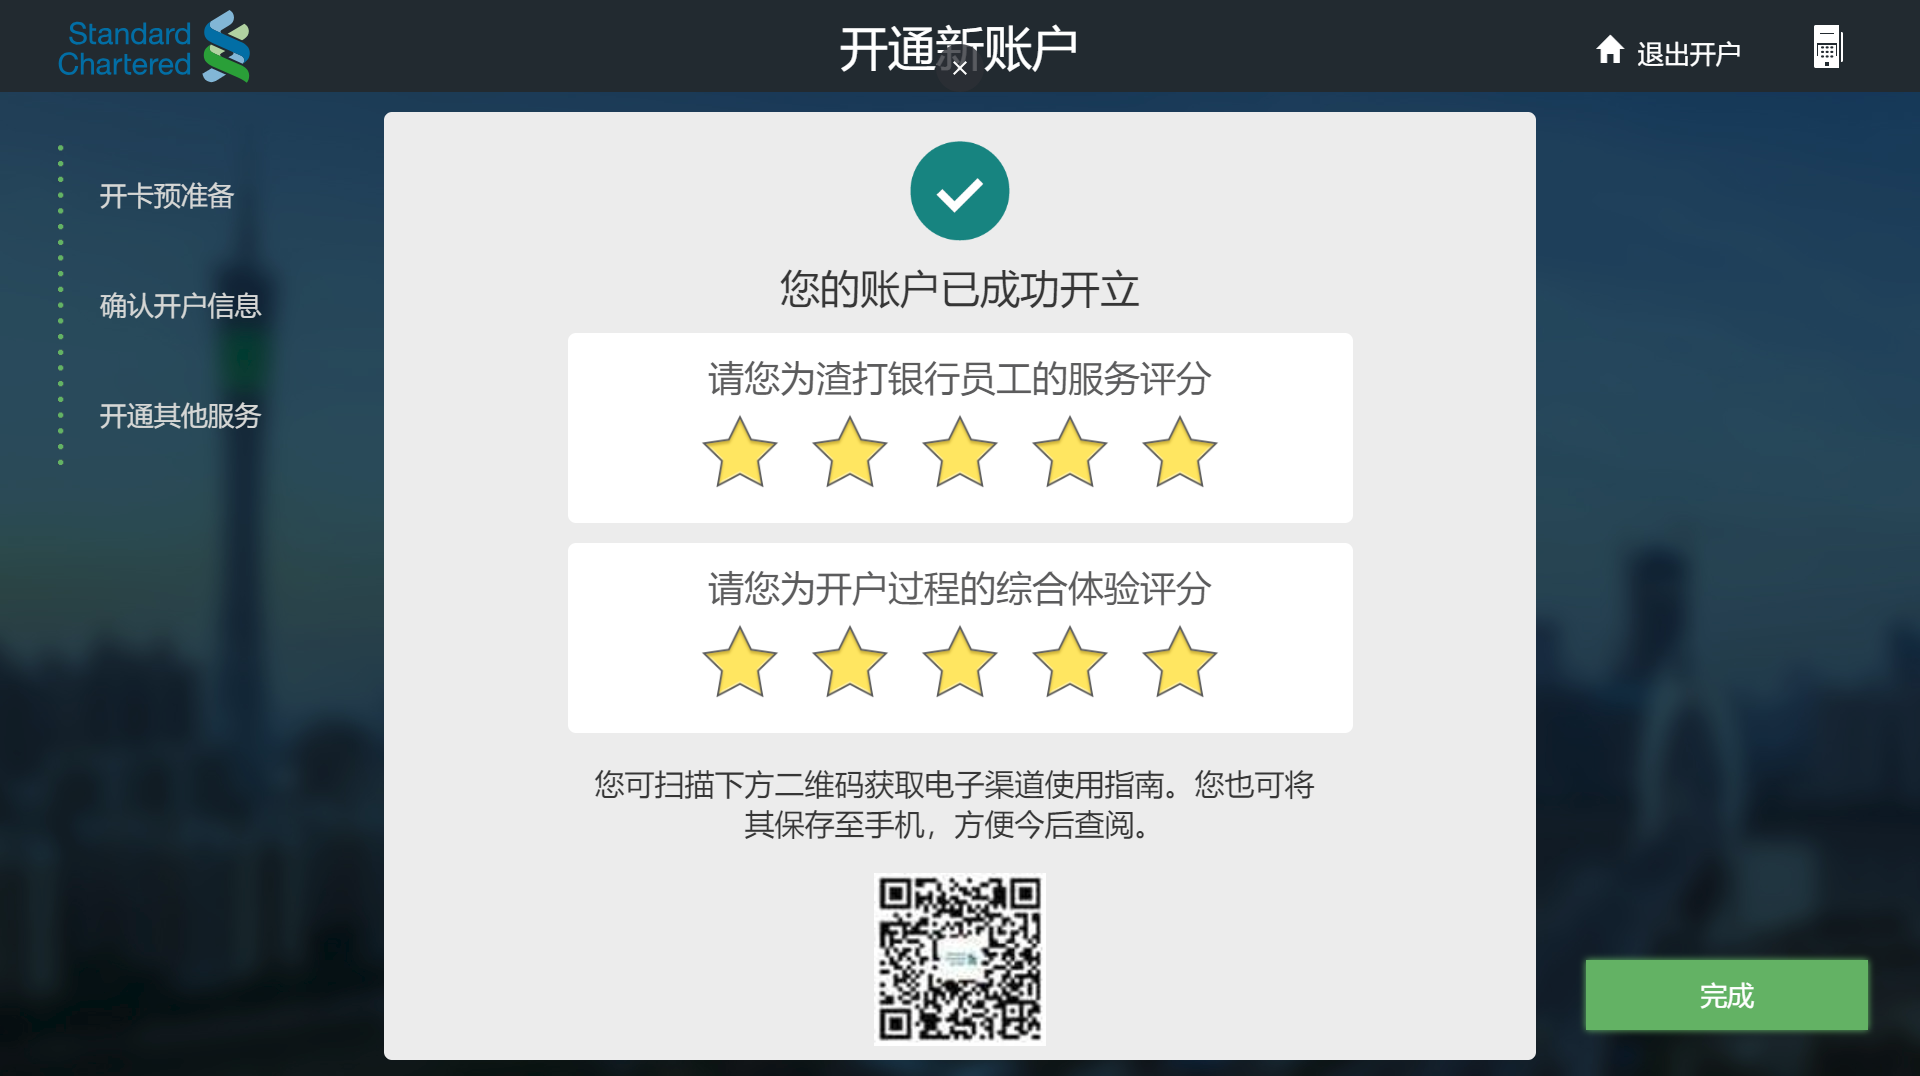 Standard
Chartered
开通新账户
退出开户
开卡预准备
确认开户信息
开通其他服务
您的账户已成功开立
请您为渣打银行员工的服务评分
请您为开户过程的综合体验评分
您可扫描下方二维码获取电子渠道使用指南。您也可将
其保存至手机，方便今后查阅。
完成